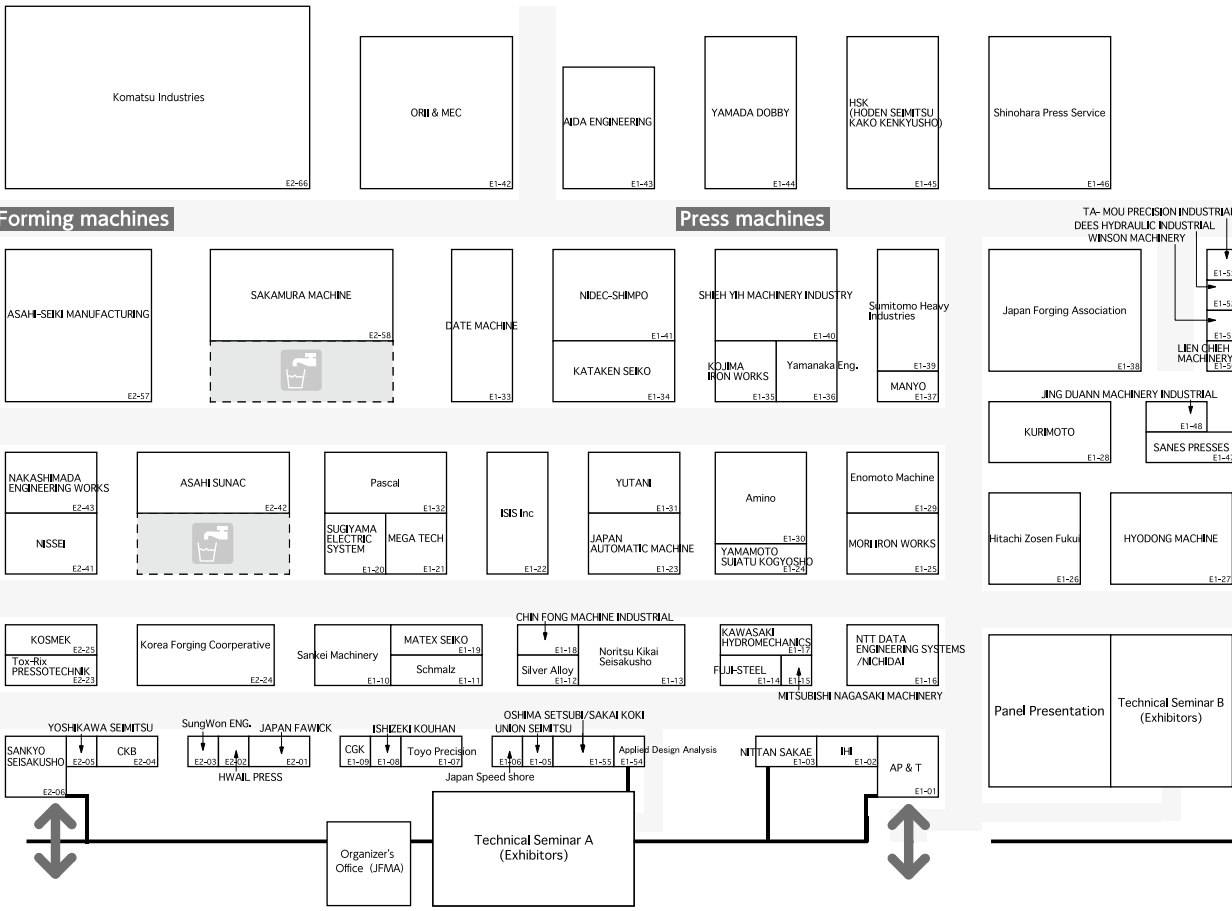 Komatsu Industries
E2-66
ORII & MEC
E1-42
AIDA ENGINEERING
E1-43
YAMADA DOBBY
E1-44
HSK
(HODEN SEIMITSU
KAKO KENKYUSHO)
E1-45
Shinohara Press Service
E1-46
Forming machines
Press machines
TA- MOU PRECISION INDUSTRIAL
DEES HYDRAULIC INDUSTRIAL
WINSON MACHINERY
ASAHI-SEIKI MANUFACTURING
E2-57
SAKAMURA MACHINE
E2-58
DATE MACHINE
E1-33
NIDEC-SHIMPO
E1-41
KATAKEN SEIKO
E1-34
SHIEH YIH MACHINERY INDUSTRY
E1-40
KOJIMA
IRON WORKS
E1-35
Yamanaka Eng.
E1-36
Sumitomo Heavy
Industries
E1-39
MANYO
E1-37
Japan Forging Association
E1-38
LIEN CHIEH
MACHINERY
JING DUANN MACHINERY INDUSTRIAL
E1-48
KURIMOTO
E1-28
SANES PRESSES
E1-47
NAKASHIMADA
ENGINEERING WORKS
E2-43
NISSEI
E2-41
ASAHI SUNAC
E2-42
Pascal
E1-32
SUGIYAMA
ELECTRIC
SYSTEM
E1-20
MEGA TECH
E1-21
ISIS Inc
E1-22
YUTANI
E1-31
JAPAN
AUTOMATIC MACHINE
E1-23
Amino
E1-30
YAMAMOTO
SUIATU KOGYOSHO
E1-24
Enomoto Machine
E1-29
MORI IRON WORKS
E1-25
Hitachi Zosen Fukui
E1-26
HYODONG MACHINE
E1-27
KOSMEK
E2-25
Tox-Rix
PRESSOTECHNIK
E2-23
Korea Forging Coorperative
E2-24
Sankei Machinery
E1-10
MATEX SEIKO
E1-19
Schmalz
E1-11
CHIN FONG MACHINE INDUSTRIAL
E1-18
Silver Alloy
E1-12
Noritsu Kikai
Seisakusho
E1-13
KAWASAKI
HYDROMECHANICS
E1-17
FUJI-STEEL
E1-14
E1-15
MITSUBISHI NAGASAKI MACHINERY
NTT DATA
ENGINEERING SYSTEMS
/NICHIDAI
E1-16
Panel Presentation
Technical Seminar B
(Exhibitors)
YOSHIKAWA SEIMITSU
SANKYO
SEISAKUSHO
E2-06
E2-05
CKB
E2-04
SungWon ENG.
E2-03
E2-02
HWAIL PRESS
JAPAN FAWICK
E2-01
ISHIZEKI KOUHAN
CGK
E1-09
E1-08
Toyo Precision
E1-07
OSHIMA SETSUBI/SAKAI KOKI
UNION SEIMITSU
E1-06
E1-05
E1-55
Japan Speed shore
Applied Design Analysis
E1-54
NITTAN SAKAE
E1-03
IHI
E1-02
AP & T
E1-01
Organizer's
Office (JFMA)
Technical Seminar A
(Exhibitors)